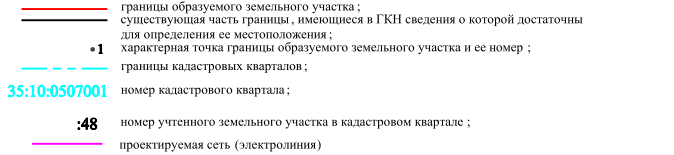 границы образуемого земельного участка ;
существующая часть границы , имеющиеся в ГКН сведения о которой достаточны
для определения ее местоположения ;
•1 характерная точка границы образуемого земельного участка и ее номер ;
границы кадастровых кварталов ;
35:10:0507001 номер кадастрового квартала ;
:48 номер учтенного земельного участка в кадастровом квартале ;
проектируемая сеть (электролиния)